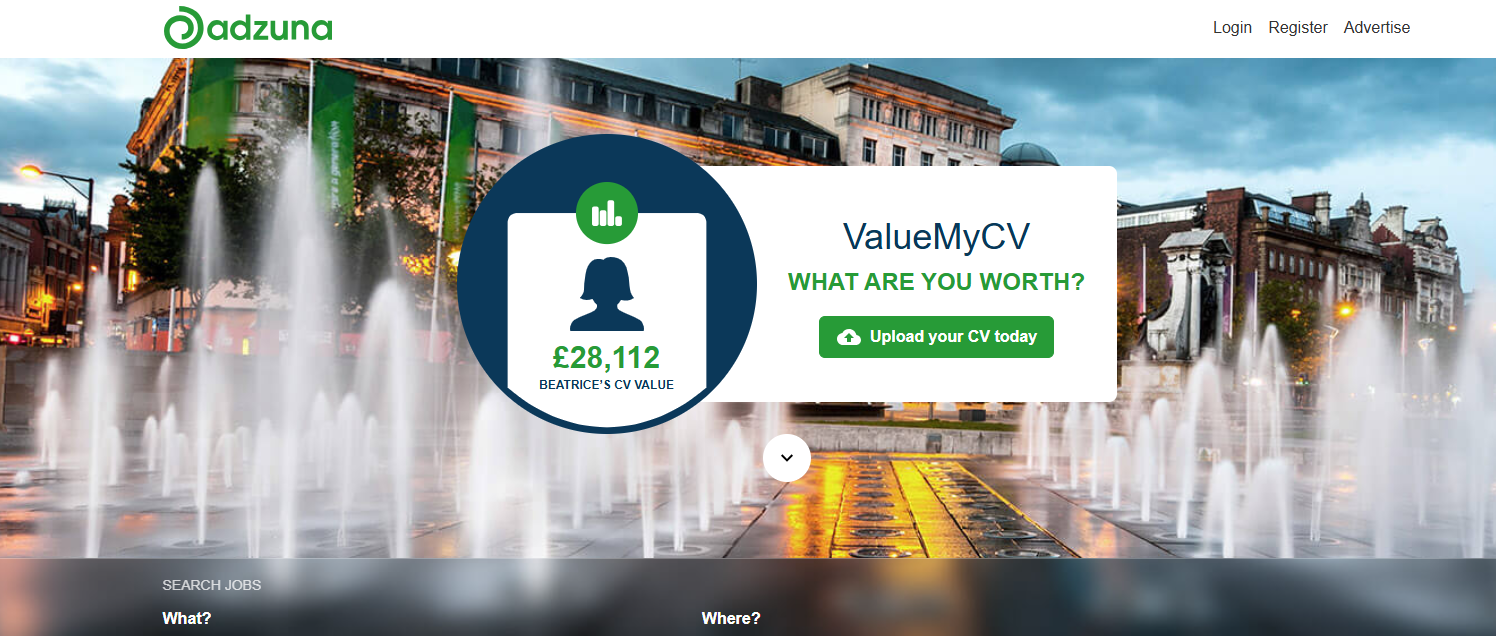 adzuna
Login Register Advertise
ValueMyCV
WHAT ARE YOU WORTH?
Upload your CV today
£28,112
BEATRICE'S CV VALUE
SEARCH JOBS
What? Where?